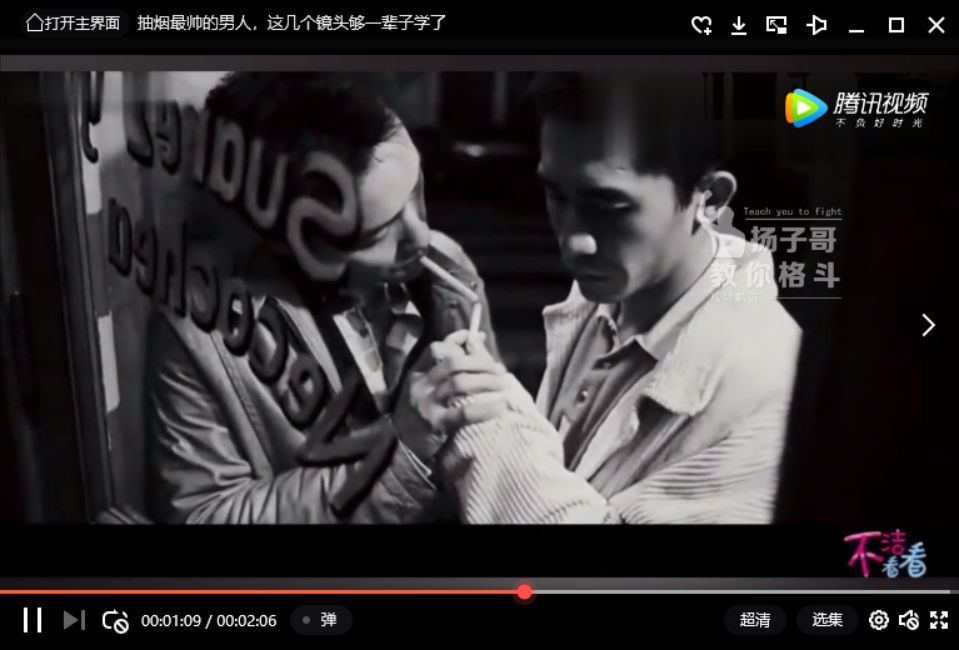 打开主界面 抽烟最帅的男人，这几个镜头够一辈子学了
腾讯视频
不负好时光
Suarez y
Teach you to fight
扬子哥
教你格斗
不洁看看
00:01:09 / 00:02:06 弹 超清 选集